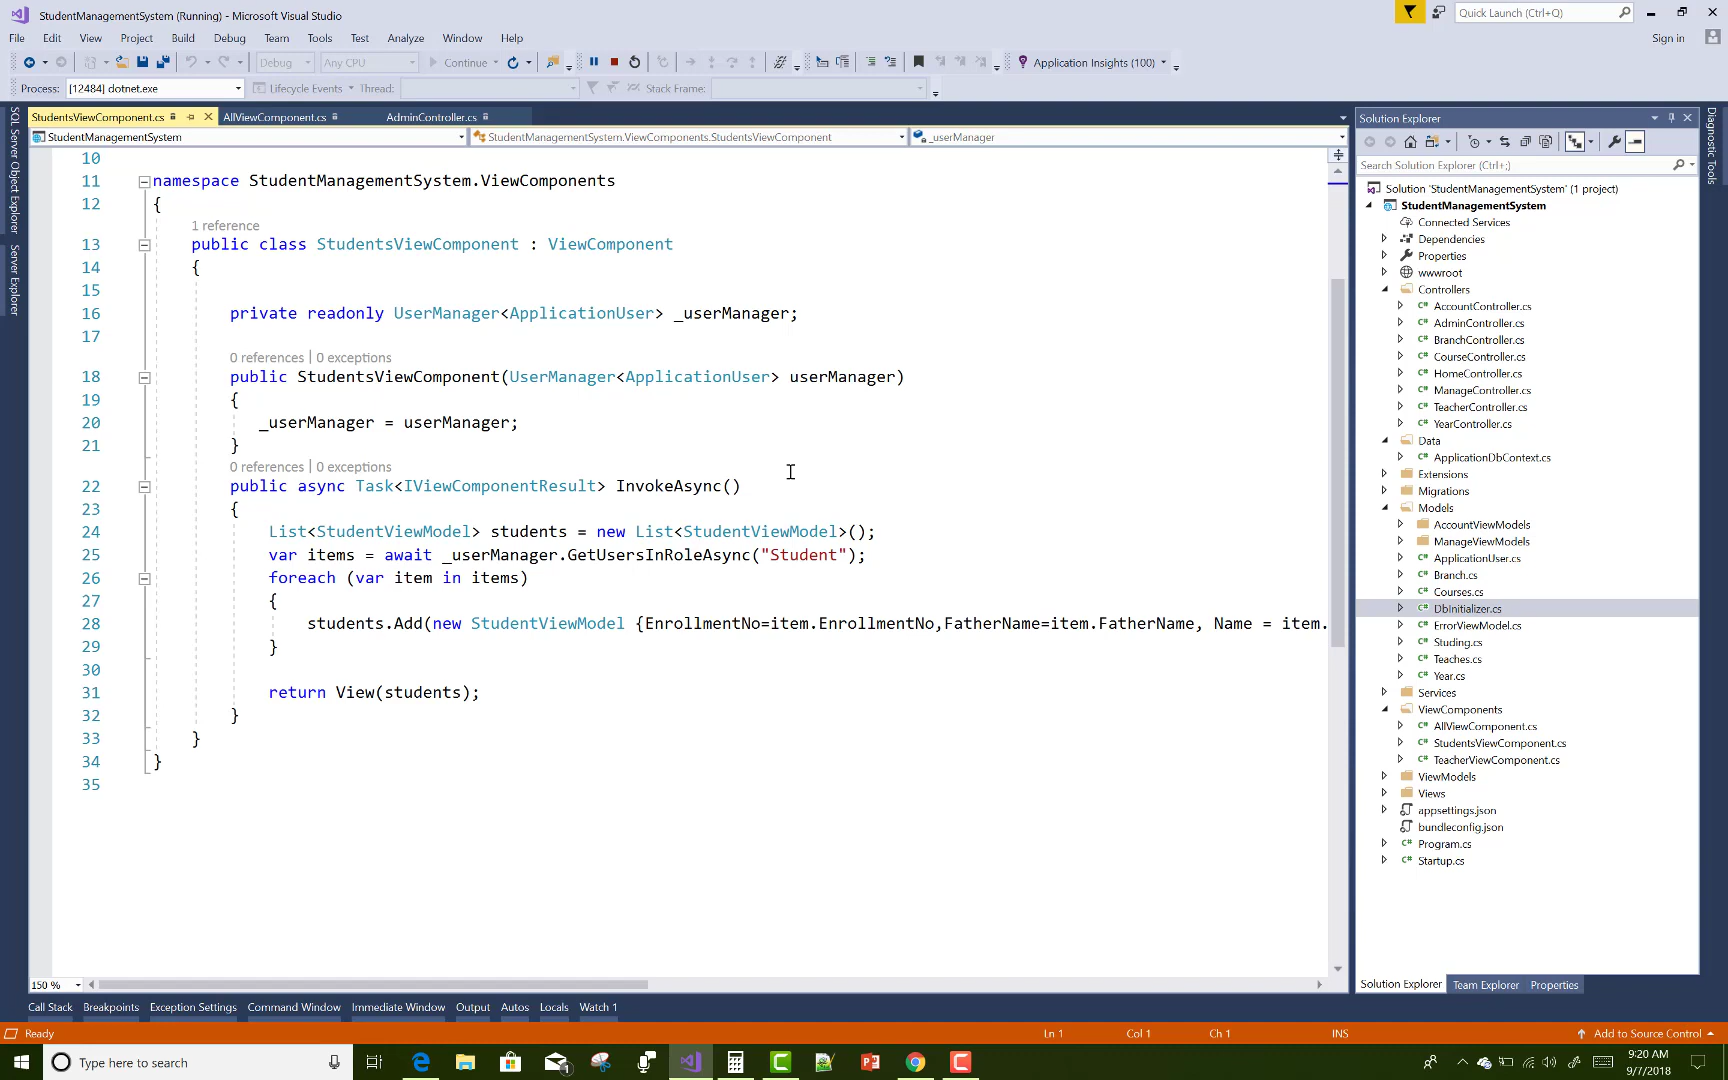 StudentManagementSystem (Running) - Microsoft Visual Studio
Quick Launch (Ctrl+Q)
File Edit View Project Build Debug Team Tools Test Analyze Window Help
Sign in
Debug Any CPU Continue Application Insights (100)
Process: [12484] dotnet.exe Lifecycle Events Thread: Stack Frame:
StudentsViewComponent.cs AllViewComponent.cs AdminController.cs
StudentManagementSystem StudentManagementSystem.ViewComponents.StudentsViewComponent _userManager
SQL Server Object Explorer
Server Explorer
10
11 namespace StudentManagementSystem.ViewComponents
12 {
1 reference
13 public class StudentsViewComponent : ViewComponent
14 {
15
16 private readonly UserManager<ApplicationUser> _userManager;
17
0 references | 0 exceptions
18 public StudentsViewComponent(UserManager<ApplicationUser> userManager)
19 {
20 _userManager = userManager;
21 }
0 references | 0 exceptions
22 public async Task<IViewComponentResult> InvokeAsync()
23 {
24 List<StudentViewModel> students = new List<StudentViewModel>();
25 var items = await _userManager.GetUsersInRoleAsync("Student");
26 foreach (var item in items)
27 {
28 students.Add(new StudentViewModel {EnrollmentNo=item.EnrollmentNo,FatherName=item.FatherName, Name = item.
29 }
30
31 return View(students);
32 }
33 }
34 }
35
150 %
Solution Explorer
Search Solution Explorer (Ctrl+;)
Solution 'StudentManagementSystem' (1 project)
StudentManagementSystem
Connected Services
Dependencies
Properties
wwwroot
Controllers
C# AccountController.cs
C# AdminController.cs
C# BranchController.cs
C# CourseController.cs
C# HomeController.cs
C# ManageController.cs
C# TeacherController.cs
C# YearController.cs
Data
C# ApplicationDbContext.cs
Extensions
Migrations
Models
AccountViewModels
ManageViewModels
C# ApplicationUser.cs
C# Branch.cs
C# Courses.cs
C# DbInitializer.cs
C# ErrorViewModel.cs
C# Studing.cs
C# Teaches.cs
C# Year.cs
Services
ViewComponents
C# AllViewComponent.cs
C# StudentsViewComponent.cs
C# TeacherViewComponent.cs
ViewModels
Views
appsettings.json
bundleconfig.json
C# Program.cs
C# Startup.cs
Solution Explorer Team Explorer Properties
Diagnostic Tools
Call Stack Breakpoints Exception Settings Command Window Immediate Window Output Autos Locals Watch 1
Ready Ln 1 Col 1 Ch 1 INS Add to Source Control
Type here to search
9:20 AM
9/7/2018